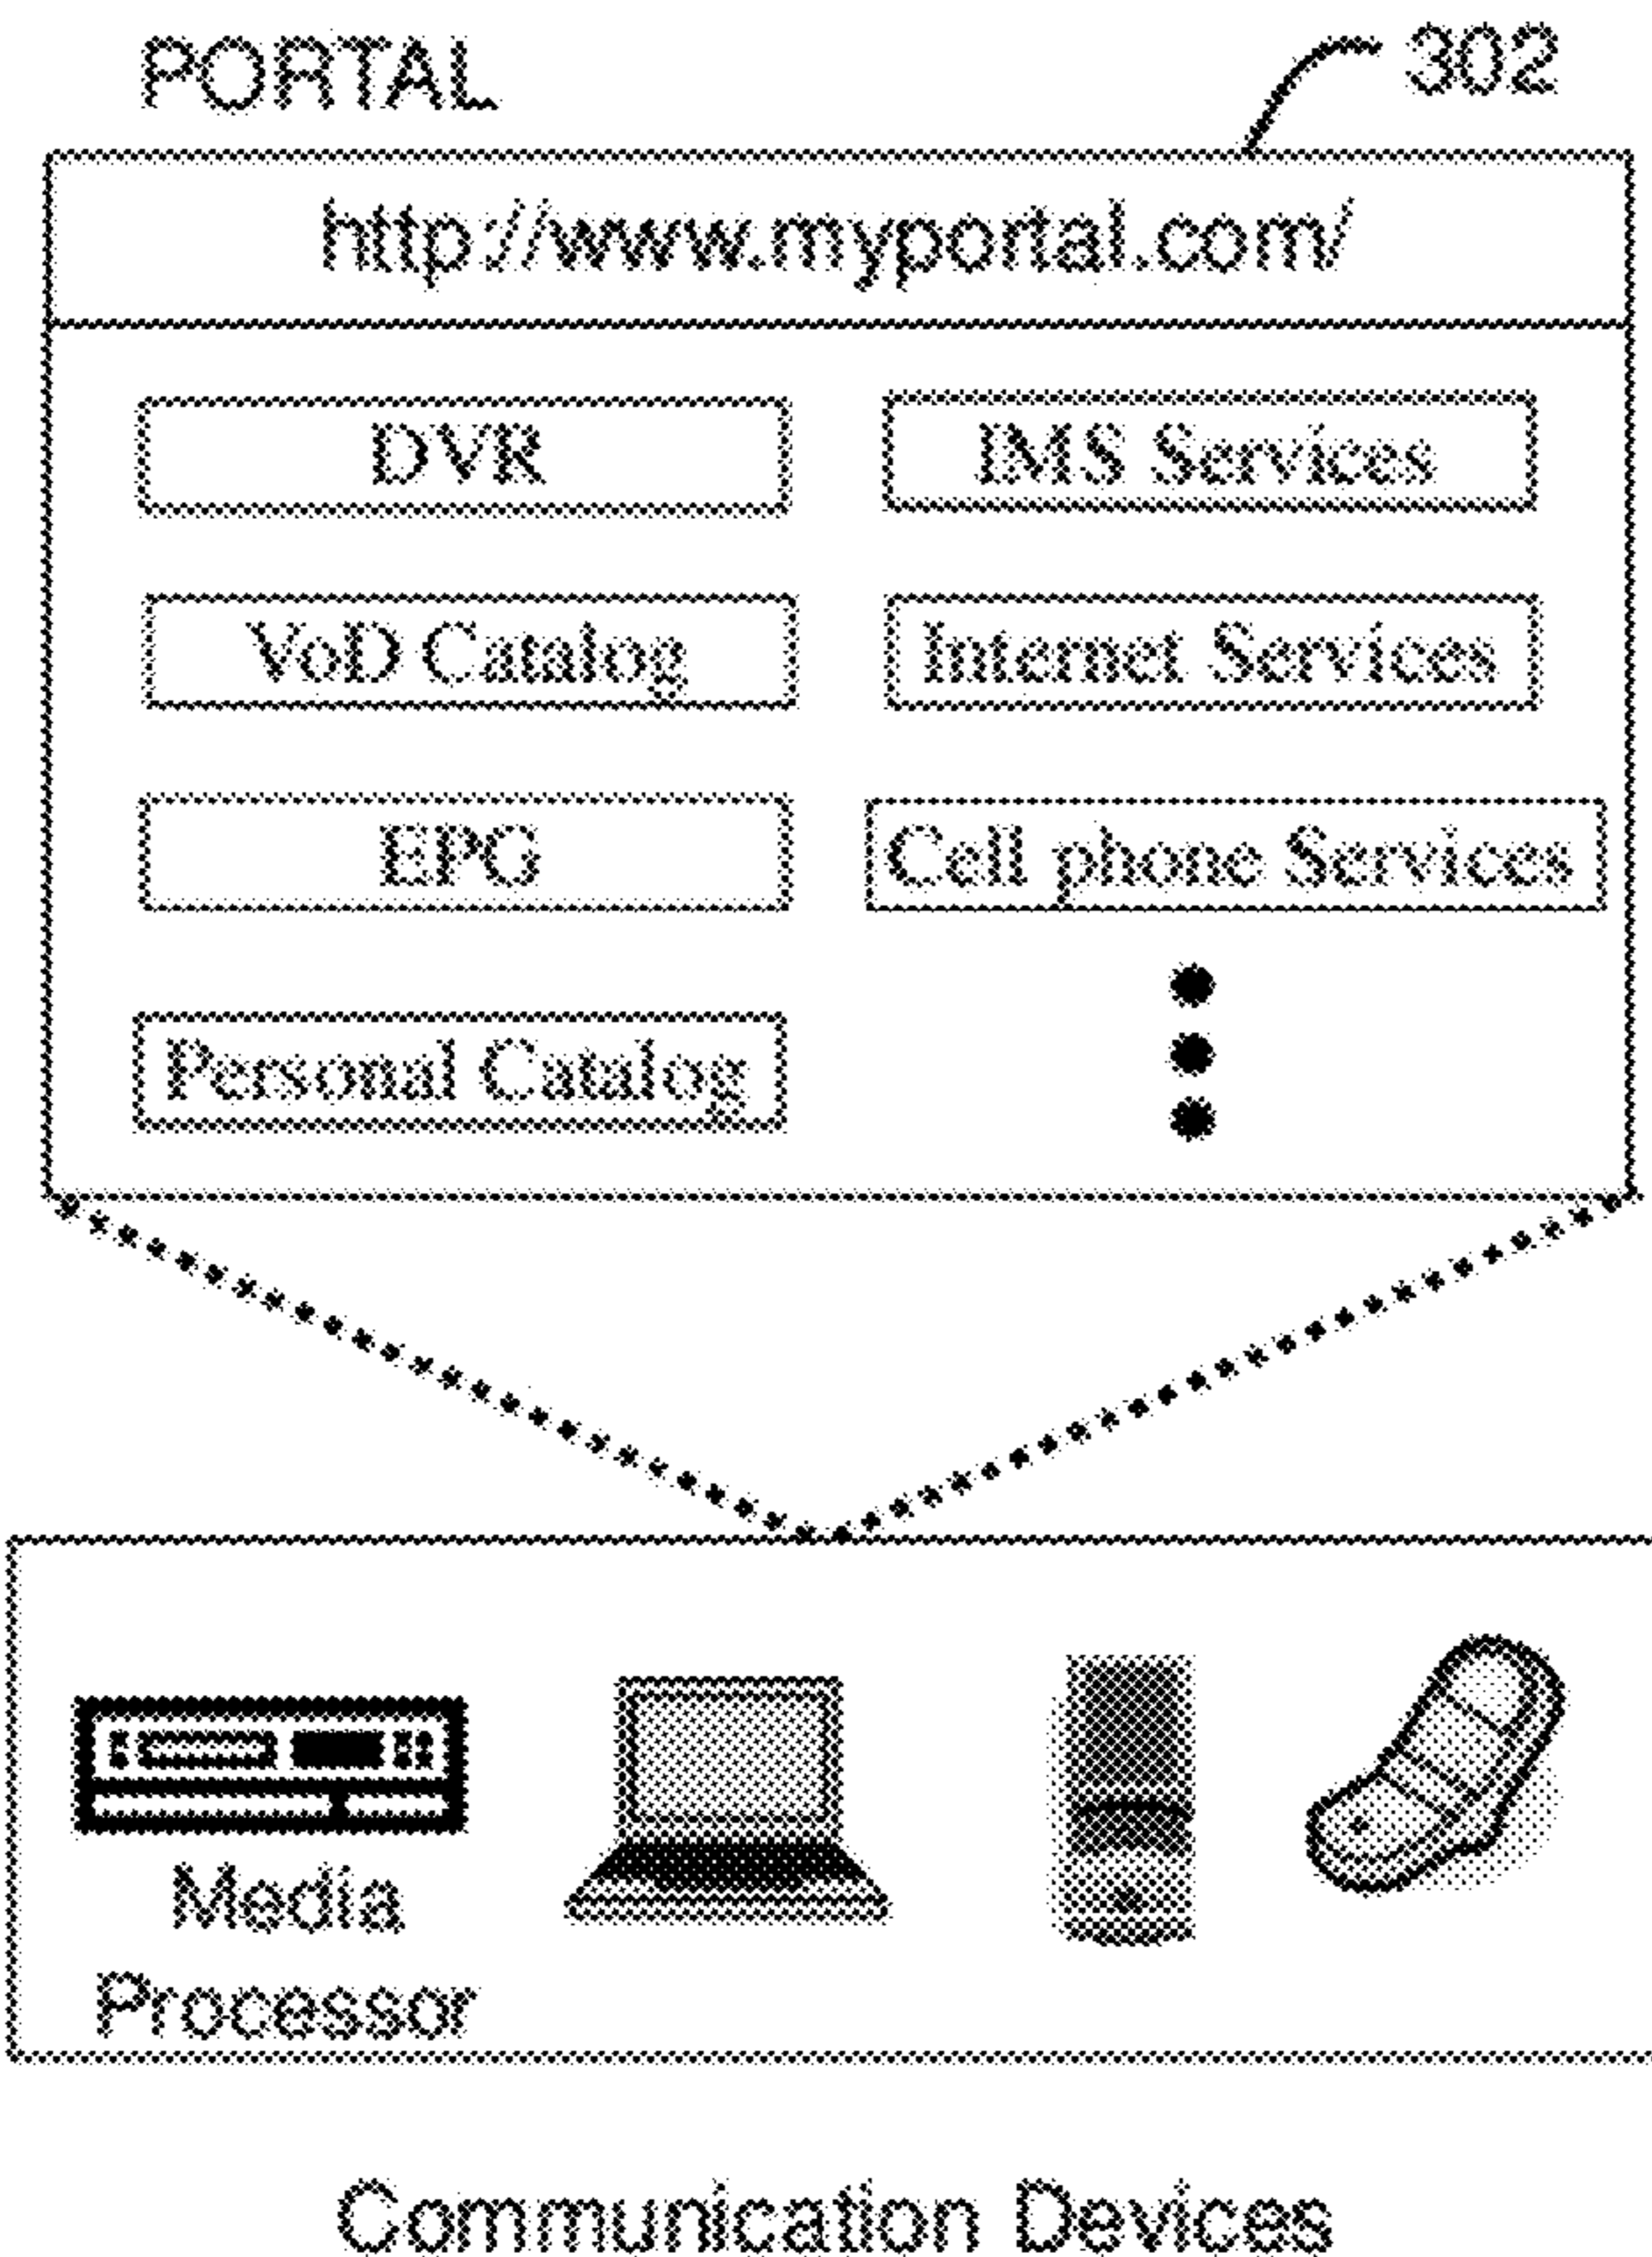 PORTAL
302
http://www.myportal.com/
DVR
IMS Services
VoD Catalog
Internet Services
EPG
Cell phone Services
Personal Catalog
Media
Processor
Communication Devices